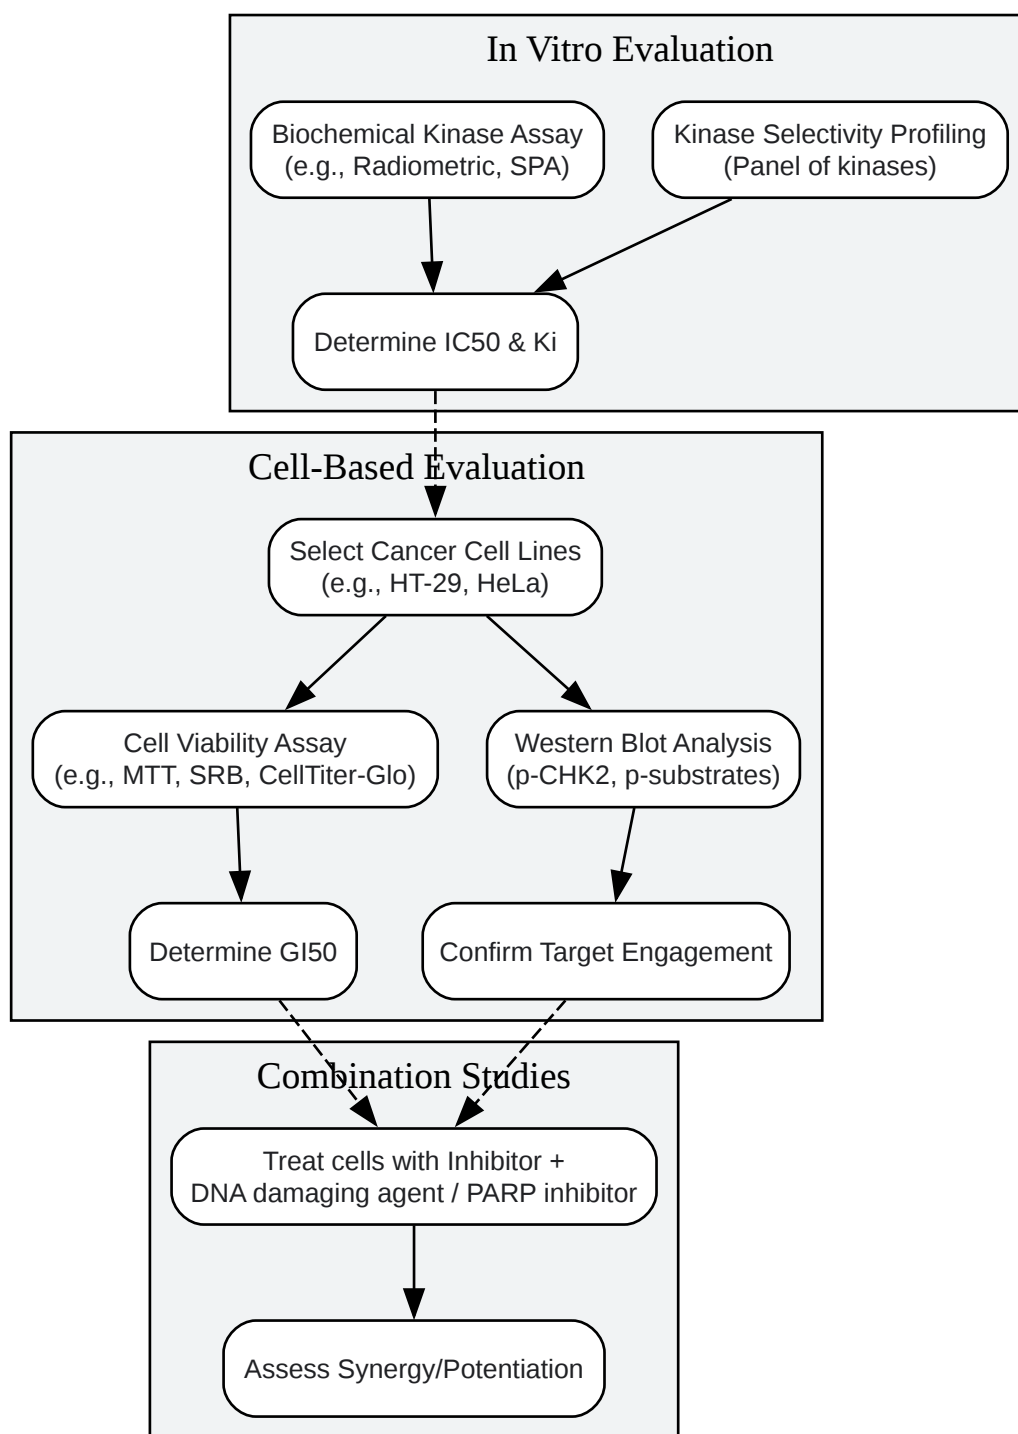 In Vitro Evaluation
Biochemical Kinase Assay
(e.g., Radiometric, SPA)
Kinase Selectivity Profiling
(Panel of kinases)
Determine IC50 & Ki
Cell-Based Evaluation
Select Cancer Cell Lines
(e.g., HT-29, HeLa)
Cell Viability Assay
(e.g., MTT, SRB, CellTiter-Glo)
Western Blot Analysis
(p-CHK2, p-substrates)
Determine GI50
Confirm Target Engagement
Combination Studies
Treat cells with Inhibitor +
DNA damaging agent / PARP inhibitor
Assess Synergy/Potentiation